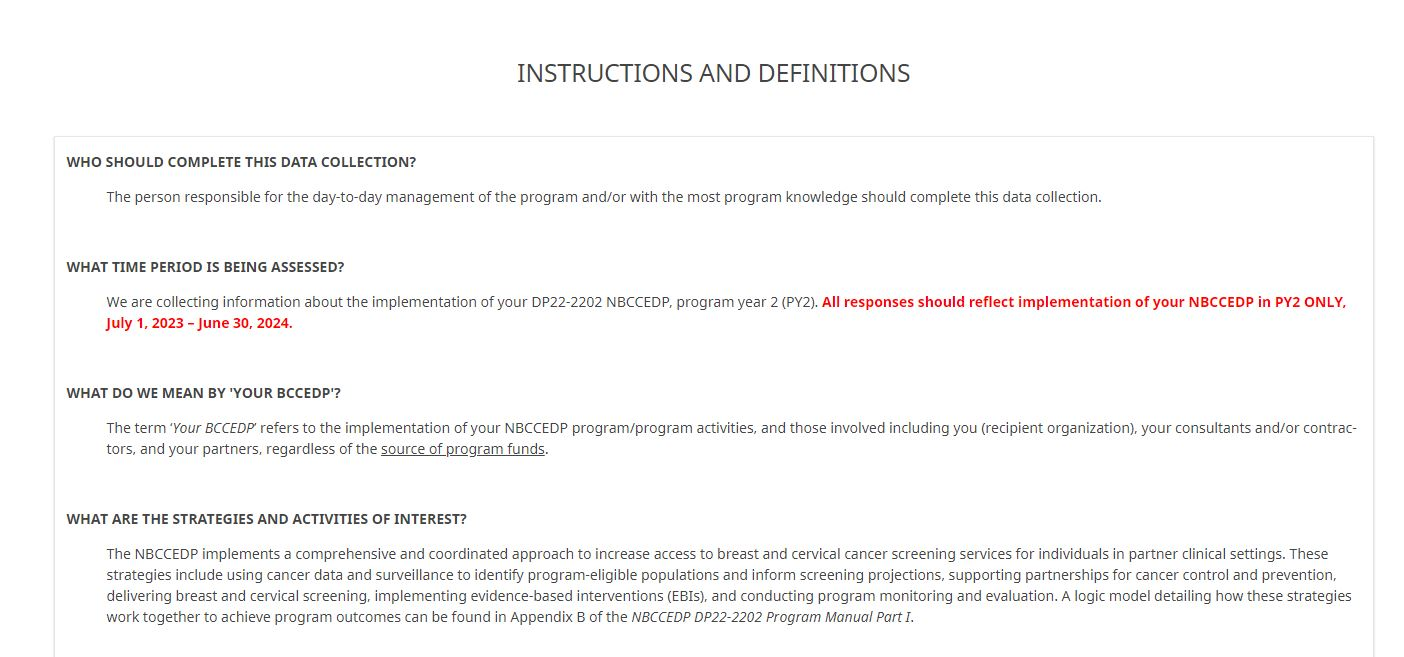 INSTRUCTIONS AND DEFINITIONS
WHO SHOULD COMPLETE THIS DATA COLLECTION?
The person responsible for the day-to-day management of the program and/or with the most program knowledge should complete this data collection.
WHAT TIME PERIOD IS BEING ASSESSED?
We are collecting information about the implementation of your DP22-2202 NBCCEDP, program year 2 (PY2). All responses should reflect implementation of your NBCCEDP in PY2 ONLY,
July 1, 2023 – June 30, 2024.
WHAT DO WE MEAN BY 'YOUR BCCEDP'?
The term ‘Your BCCEDP’ refers to the implementation of your NBCCEDP program/program activities, and those involved including you (recipient organization), your consultants and/or contrac-
tors, and your partners, regardless of the source of program funds.
WHAT ARE THE STRATEGIES AND ACTIVITIES OF INTEREST?
The NBCCEDP implements a comprehensive and coordinated approach to increase access to breast and cervical cancer screening services for individuals in partner clinical settings. These
strategies include using cancer data and surveillance to identify program-eligible populations and inform screening projections, supporting partnerships for cancer control and prevention,
delivering breast and cervical screening, implementing evidence-based interventions (EBIs), and conducting program monitoring and evaluation. A logic model detailing how these strategies
work together to achieve program outcomes can be found in Appendix B of the NBCCEDP DP22-2202 Program Manual Part I.